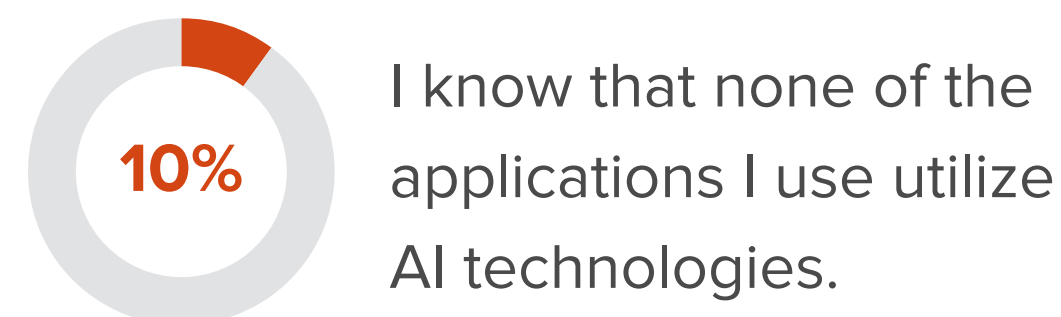 10%
I know that none of the
applications I use utilize
AI technologies.